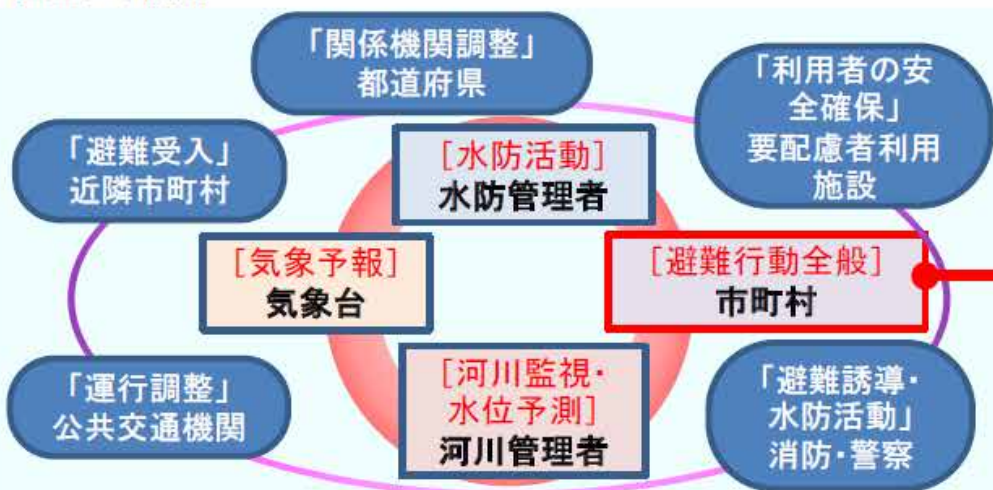 「関係機関調整」
都道府県
「利用者の安
全確保」
要配慮者利用
施設
「避難受入」
近隣市町村
［水防活動］
水防管理者
［気象予報］
気象台
［避難行動全般］
市町村
「運行調整」
公共交通機関
［河川監視・
水位予測］
河川管理者
「避難誘導・
水防活動」
消防・警察